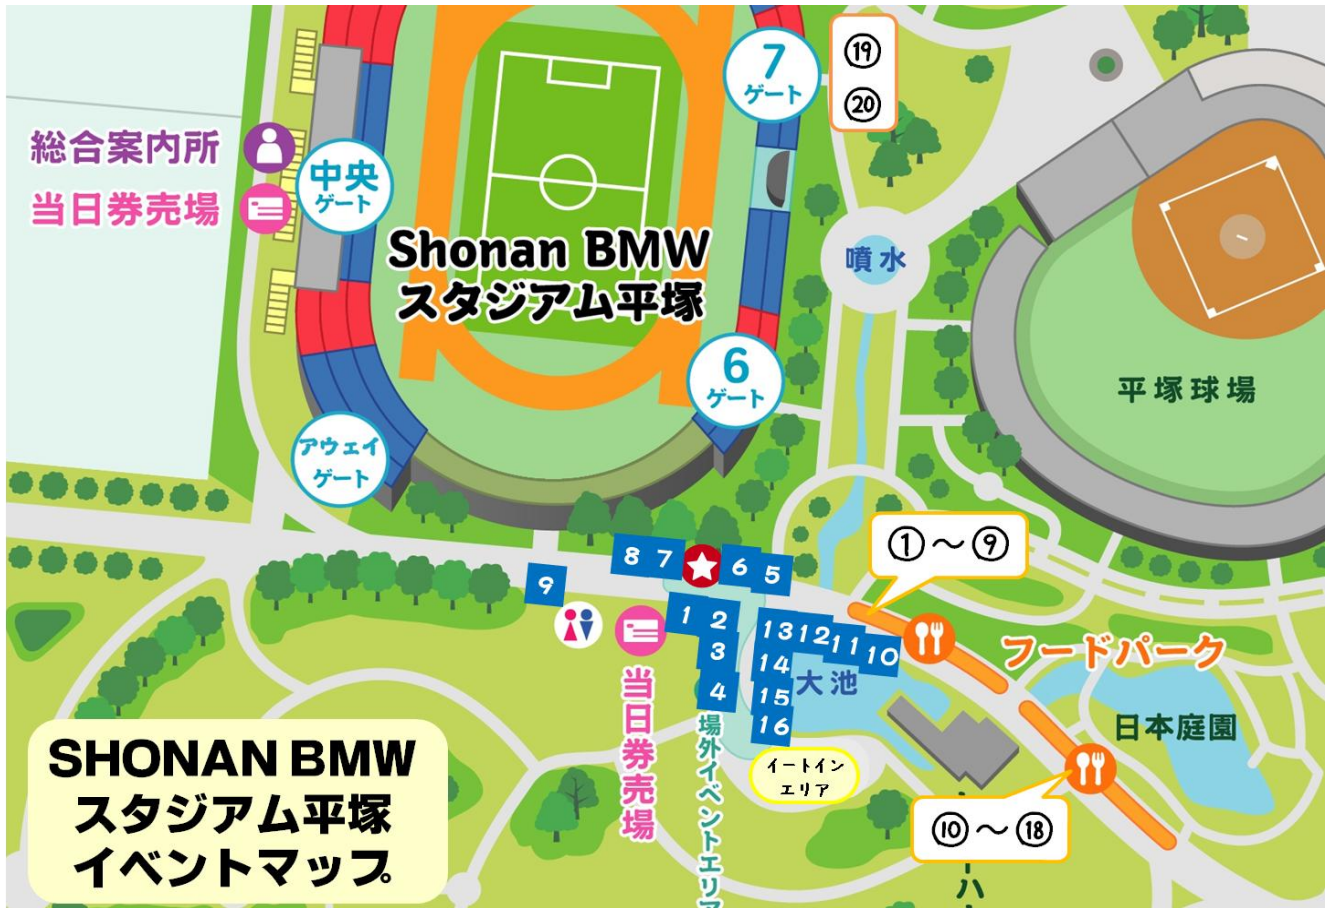 7
ゲート
⑲
⑳
総合案内所
当日券売場
中央
ゲート
Shonan BMW
スタジアム平塚
噴水
6
ゲート
平塚球場
アウェイ
ゲート
①～⑨
8
7
6
5
9
1
2
3
4
13
12
11
10
14
15
16
大池
フードパーク
日本庭園
当日券売場
場外イベントエリア
イートイン
エリア
⑩～⑱
SHONAN BMW
スタジアム平塚
イベントマップ